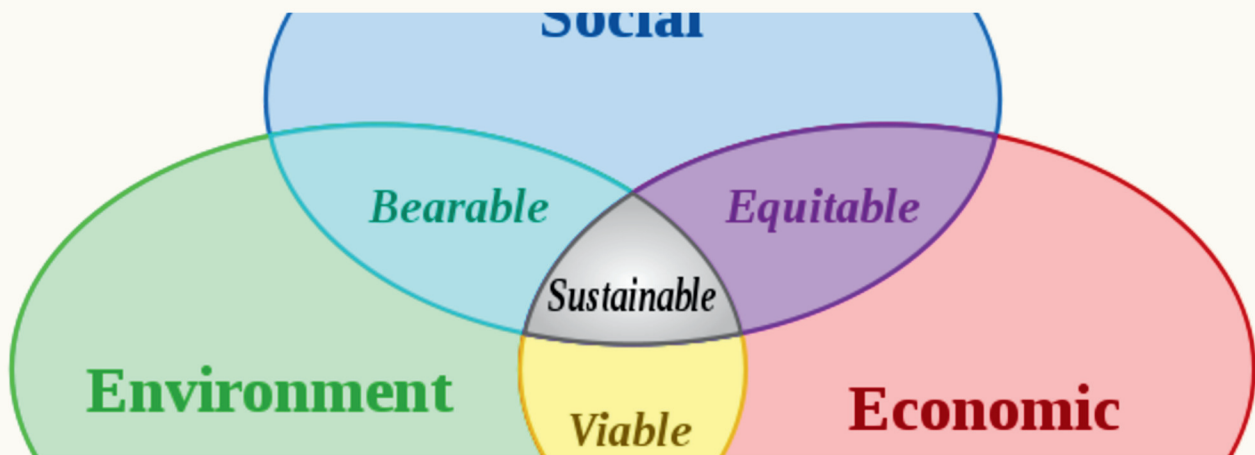 Social
Bearable
Equitable
Sustainable
Environment
Economic
Viable